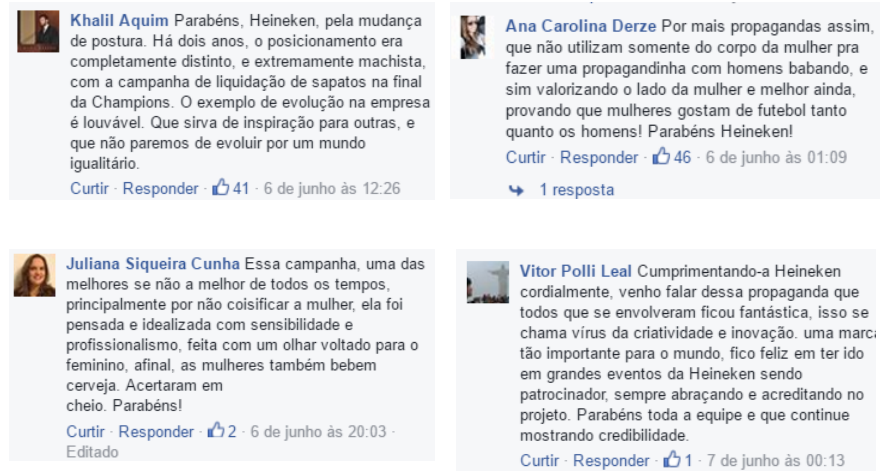 Khalil Aquim Parabéns, Heineken, pela mudança
de postura. Há dois anos, o posicionamento era
completamente distinto, e extremamente machista,
com a campanha de liquidação de sapatos na final
da Champions. O exemplo de evolução na empresa
é louvável. Que sirva de inspiração para outras, e
que não paremos de evoluir por um mundo
igualitário.
Curtir · Responder · 41 · 6 de junho às 12:26
Ana Carolina Derze Por mais propagandas assim,
que não utilizam somente do corpo da mulher pra
fazer uma propagandinha com homens babando, e
sim valorizando o lado da mulher e melhor ainda,
provando que mulheres gostam de futebol tanto
quanto os homens! Parabéns Heineken!
Curtir · Responder · 46 · 6 de junho às 01:09
1 resposta
Juliana Siqueira Cunha Essa campanha, uma das
melhores se não a melhor de todos os tempos,
principalmente por não coisificar a mulher, ela foi
pensada e idealizada com sensibilidade e
profissionalismo, feita com um olhar voltado para o
feminino, afinal, as mulheres também bebem
cerveja. Acertaram em
cheio. Parabéns!
Curtir · Responder · 2 · 6 de junho às 20:03 ·
Editado
Vitor Polli Leal Cumprimentando-a Heineken
cordialmente, venho falar dessa propaganda que
todos que se envolveram ficou fantástica, isso se
chama vírus da criatividade e inovação. uma marca
tão importante para o mundo, fico feliz em ter ido
em grandes eventos da Heineken sendo
patrocinador, sempre abraçando e acreditando no
projeto. Parabéns toda a equipe e que continue
mostrando credibilidade.
Curtir · Responder · 1 · 7 de junho às 00:13